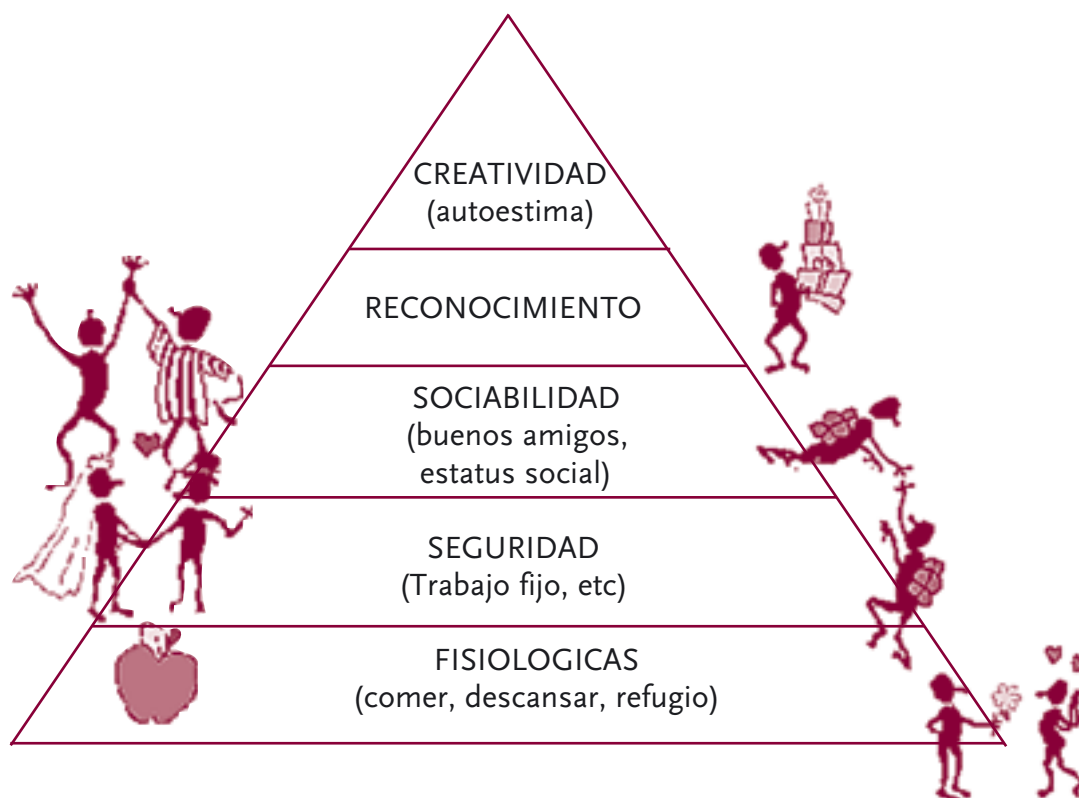 CREATIVIDAD
(autoestima)
RECONOCIMIENTO
SOCIABILIDAD
(buenos amigos,
estatus social)
SEGURIDAD
(Trabajo fijo, etc)
FISIOLOGICAS
(comer, descansar, refugio)